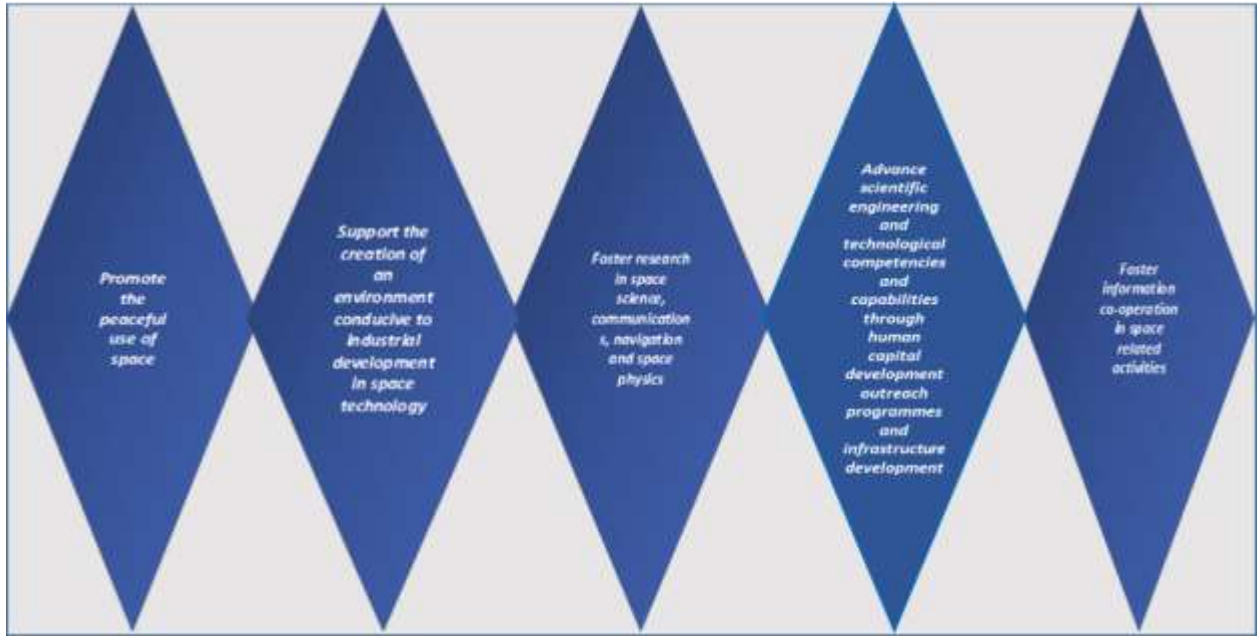 Promote
the
peaceful
use of
space
Support the
creation of
an
environment
conducive to
industrial
development
in space
technology
Foster research
in space
science,
communication
s, navigation
and space
physics
Advance
scientific
engineering
and
technological
competencies
and
capabilities
through
human
capital
development
outreach
programmes
and
infrastructure
development
Foster
information
co-operation
in space
related
activities